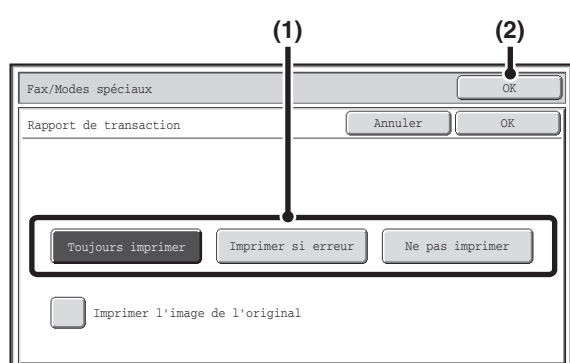 (1) (2)
Fax/Modes spéciaux OK
Rapport de transaction Annuler OK
Toujours imprimer Imprimer si erreur Ne pas imprimer
Imprimer l'image de l'original